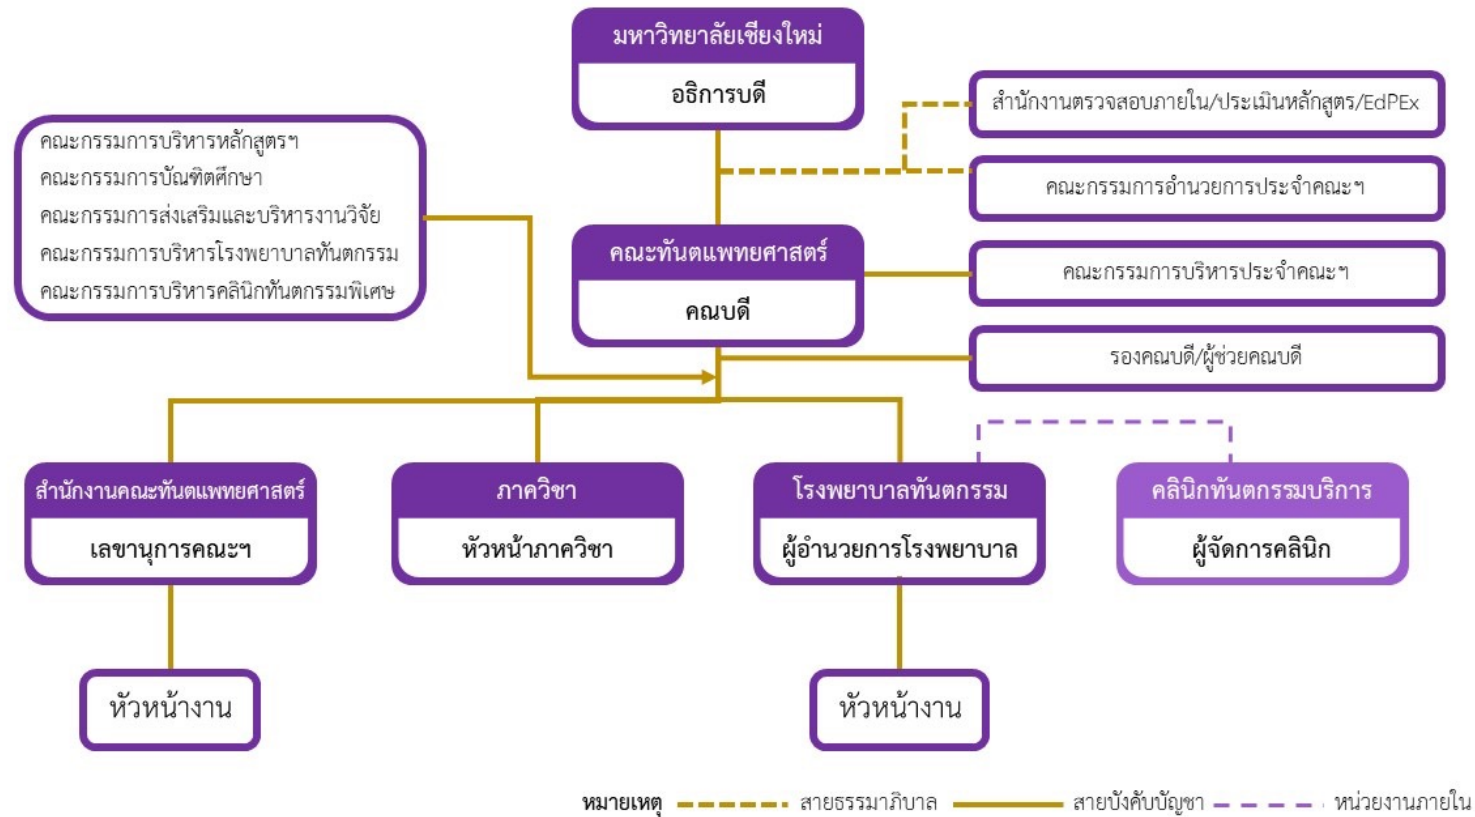 มหาวิทยาลัยเชียงใหม่
อธิการบดี
สำนักงานตรวจสอบภายใน/ประเมินหลักสูตร/EdPEx
คณะกรรมการอำนวยการประจำคณะฯ
คณะกรรมการบริหารหลักสูตรฯ
คณะกรรมการบัณฑิตศึกษา
คณะกรรมการส่งเสริมและบริหารงานวิจัย
คณะกรรมการบริหารโรงพยาบาลทันตกรรม
คณะกรรมการบริหารคลินิกทันตกรรมพิเศษ
คณะทันตแพทยศาสตร์
คณบดี
คณะกรรมการบริหารประจำคณะฯ
รองคณบดี/ผู้ช่วยคณบดี
สำนักงานคณะทันตแพทยศาสตร์
เลขานุการคณะฯ
ภาควิชา
หัวหน้าภาควิชา
โรงพยาบาลทันตกรรม
ผู้อำนวยการโรงพยาบาล
คลินิกทันตกรรมบริการ
ผู้จัดการคลินิก
หัวหน้างาน
หัวหน้างาน
หมายเหตุ สายธรรมาภิบาล สายบังคับบัญชา หน่วยงานภายใน